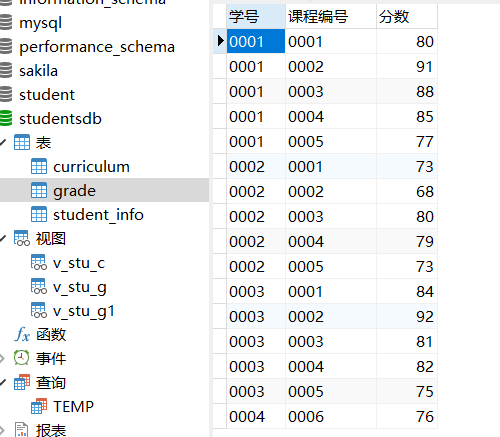 information_schema
mysql
performance_schema
sakila
student
studentsdb
表
curriculum
grade
student_info
视图
v_stu_c
v_stu_g
v_stu_g1
fx 函数
事件
查询
TEMP
报表
学号 课程编号 分数
0001 0001 80
0001 0002 91
0001 0003 88
0001 0004 85
0001 0005 77
0002 0001 73
0002 0002 68
0002 0003 80
0002 0004 79
0002 0005 73
0003 0001 84
0003 0002 92
0003 0003 81
0003 0004 82
0003 0005 75
0004 0006 76